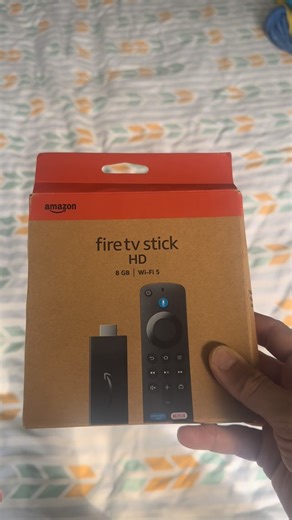 amazon
fire tv stick
HD
8 GB | Wi-Fi 5